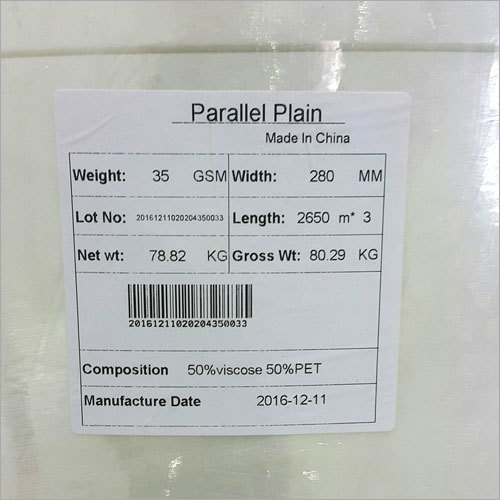 Parallel Plain
Made In China
Weight: 35 GSM Width: 280 MM
Lot No: 20161211020204350033 Length: 2650 m* 3
Net wt: 78.82 KG Gross Wt: 80.29 KG
20161211020204350033
Composition 50%viscose 50%PET
Manufacture Date 2016-12-11